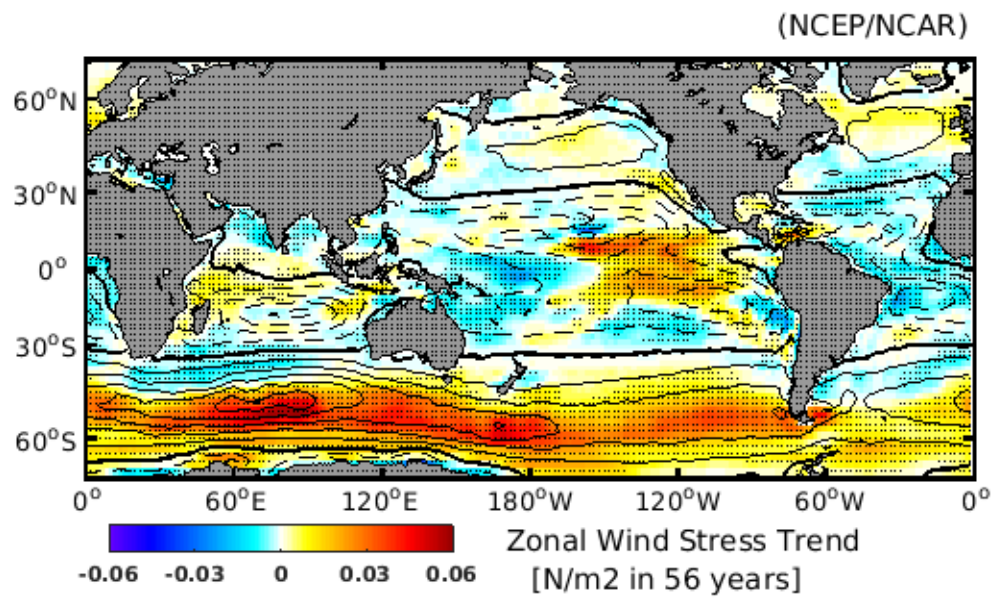 (NCEP/NCAR)
60°N
30°N
0°
30°S
60°S
0° 60°E 120°E 180°W 120°W 60°W 0°
-0.06 -0.03 0 0.03 0.06
Zonal Wind Stress Trend
[N/m2 in 56 years]